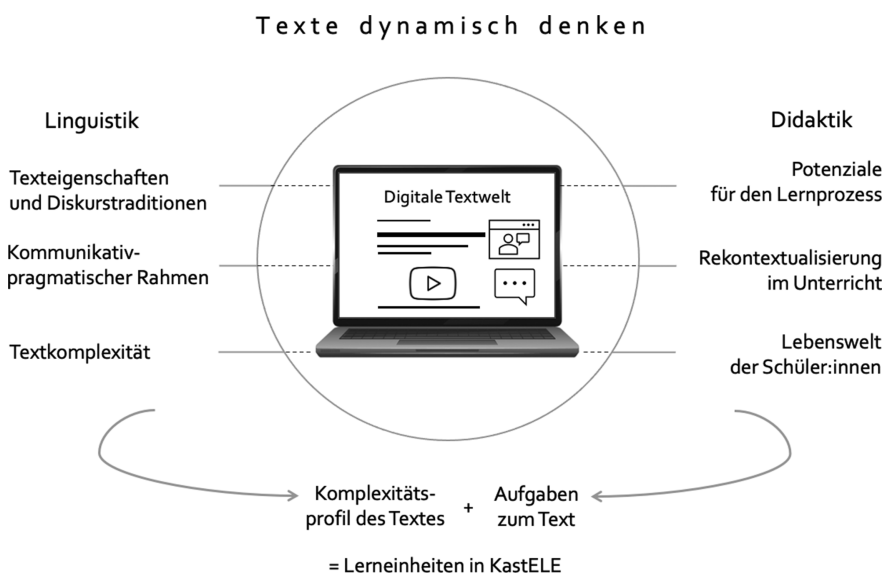 Texte dynamisch denken
Linguistik
Texteigenschaften
und Diskurstraditionen
Kommunikativ-
pragmatischer Rahmen
Textkomplexität
Digitale Textwelt
Didaktik
Potenziale
für den Lernprozess
Rekontextualisierung
im Unterricht
Lebenswelt
der Schüler:innen
Komplexitäts-
profil des Textes
+
Aufgaben
zum Text
= Lerneinheiten in KastELE